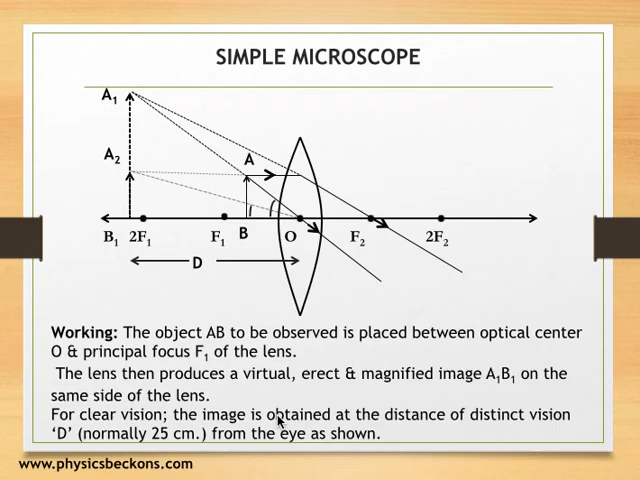 SIMPLE MICROSCOPE
A₁
A₂
A
B₁ 2F₁ F₁ B O F₂ 2F₂
D
Working: The object AB to be observed is placed between optical center
O & principal focus F₁ of the lens.
The lens then produces a virtual, erect & magnified image A₁B₁ on the
same side of the lens.
For clear vision; the image is obtained at the distance of distinct vision
‘D’ (normally 25 cm.) from the eye as shown.
www.physicsbeckons.com